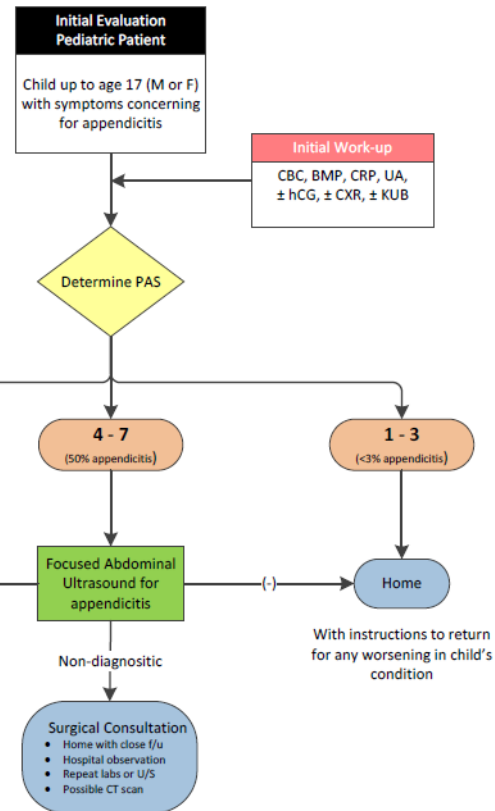 Initial Evaluation
Pediatric Patient
Child up to age 17 (M or F)
with symptoms concerning
for appendicitis
Initial Work-up
CBC, BMP, CRP, UA,
± hCG, ± CXR, ± KUB
Determine PAS
4 - 7
(50% appendicitis)
1 - 3
(<3% appendicitis)
Focused Abdominal
Ultrasound for
appendicitis
(-)
Home
With instructions to return
for any worsening in child's
condition
Non-diagnositic
Surgical Consultation
• Home with close f/u
• Hospital observation
• Repeat labs or U/S
• Possible CT scan